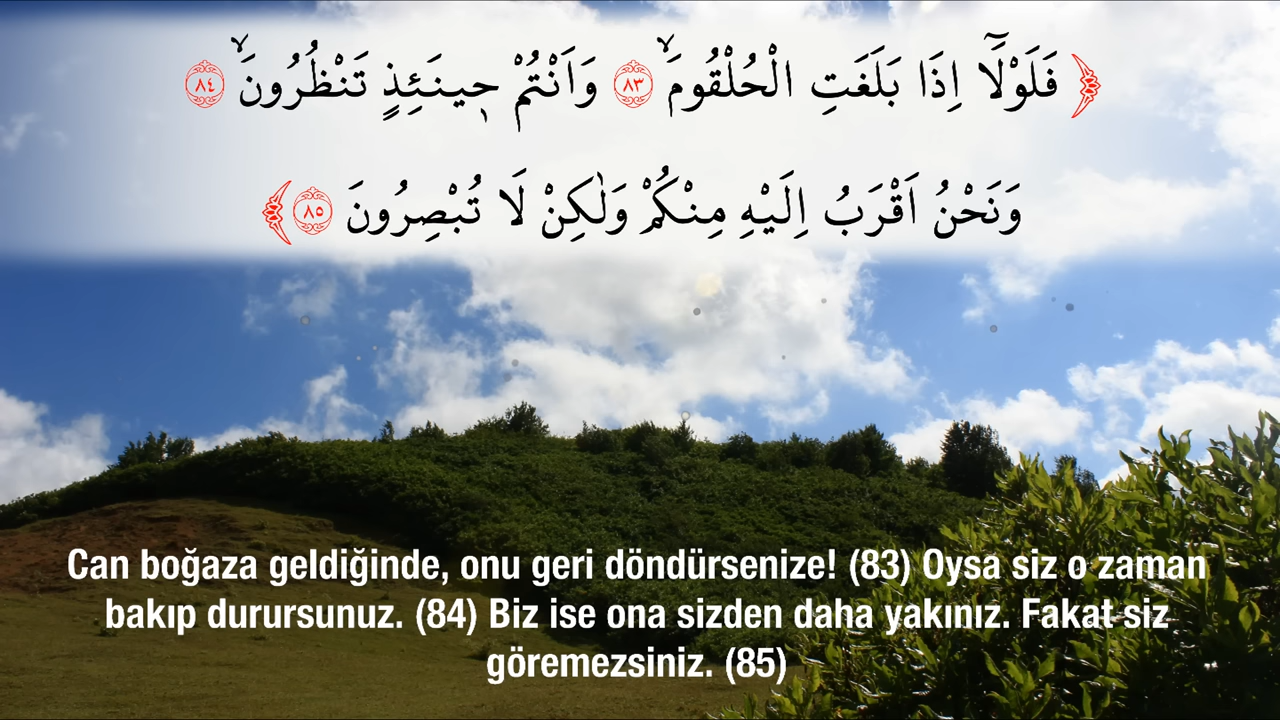 ﴿ فَلَوْلَٓا اِذَا بَلَغَتِ الْحُلْقُومَۙ ﴿٨٣﴾ وَاَنْتُمْ ح۪ينَئِذٍ تَنْظُرُونَۙ ﴿٨٤﴾
وَنَحْنُ اَقْرَبُ اِلَيْهِ مِنْكُمْ وَلٰكِنْ لَا تُبْصِرُونَ ﴿٨٥﴾ ﴾
Can boğaza geldiğinde, onu geri döndürsenize! (83) Oysa siz o zaman
bakıp durursunuz. (84) Biz ise ona sizden daha yakınız. Fakat siz
göremezsiniz. (85)